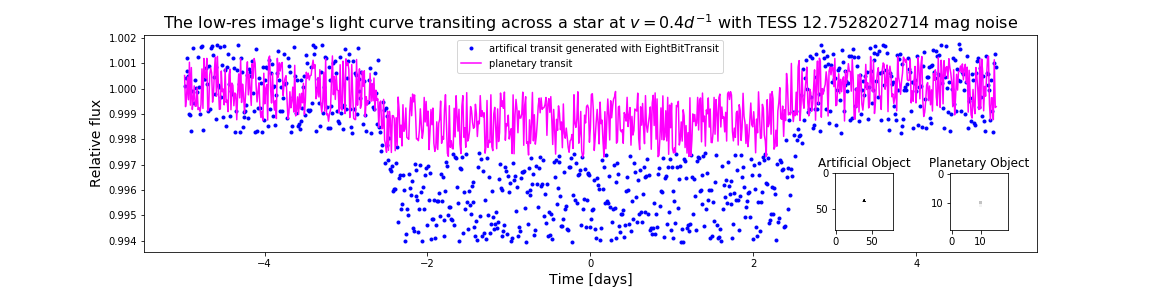 The low-res image's light curve transiting across a star at v = 0.4d⁻¹ with TESS 12.7528202714 mag noise
artifical transit generated with EightBitTransit
planetary transit
Relative flux
1.002
1.001
1.000
0.999
0.998
0.997
0.996
0.995
0.994
Artificial Object
0
50
0 50
Planetary Object
0
10
0 10
−4 −2 0 2 4
Time [days]